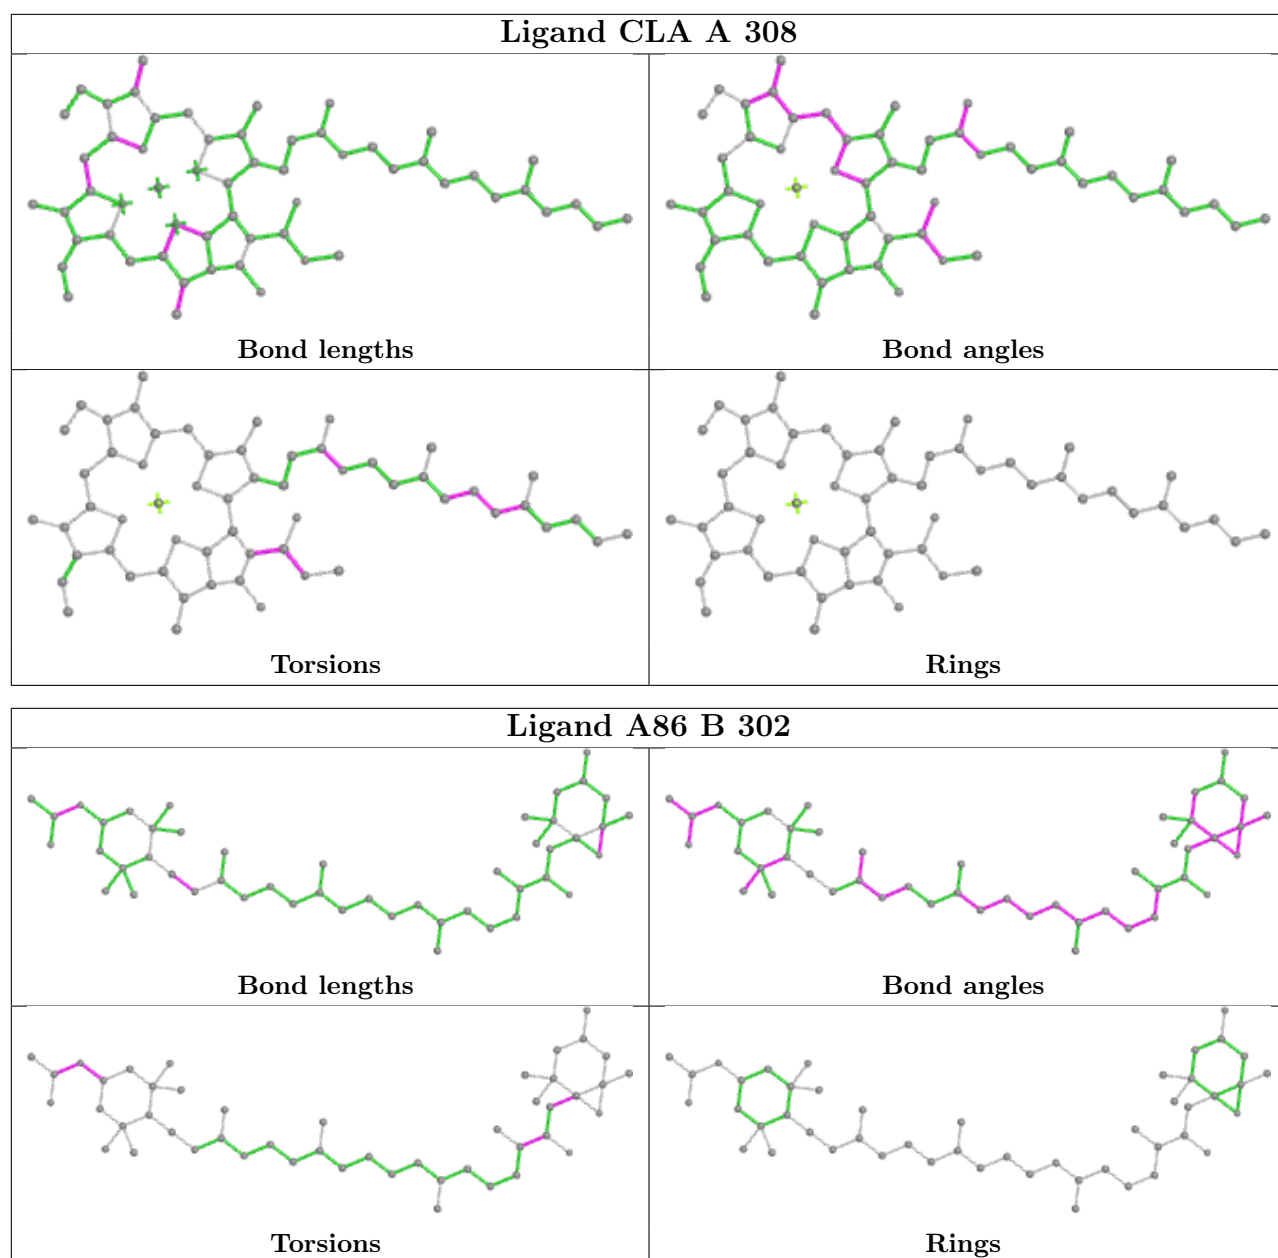 Ligand CLA A 308
Bond lengths
Bond angles
Torsions
Rings
Ligand A86 B 302
Bond lengths
Bond angles
Torsions
Rings